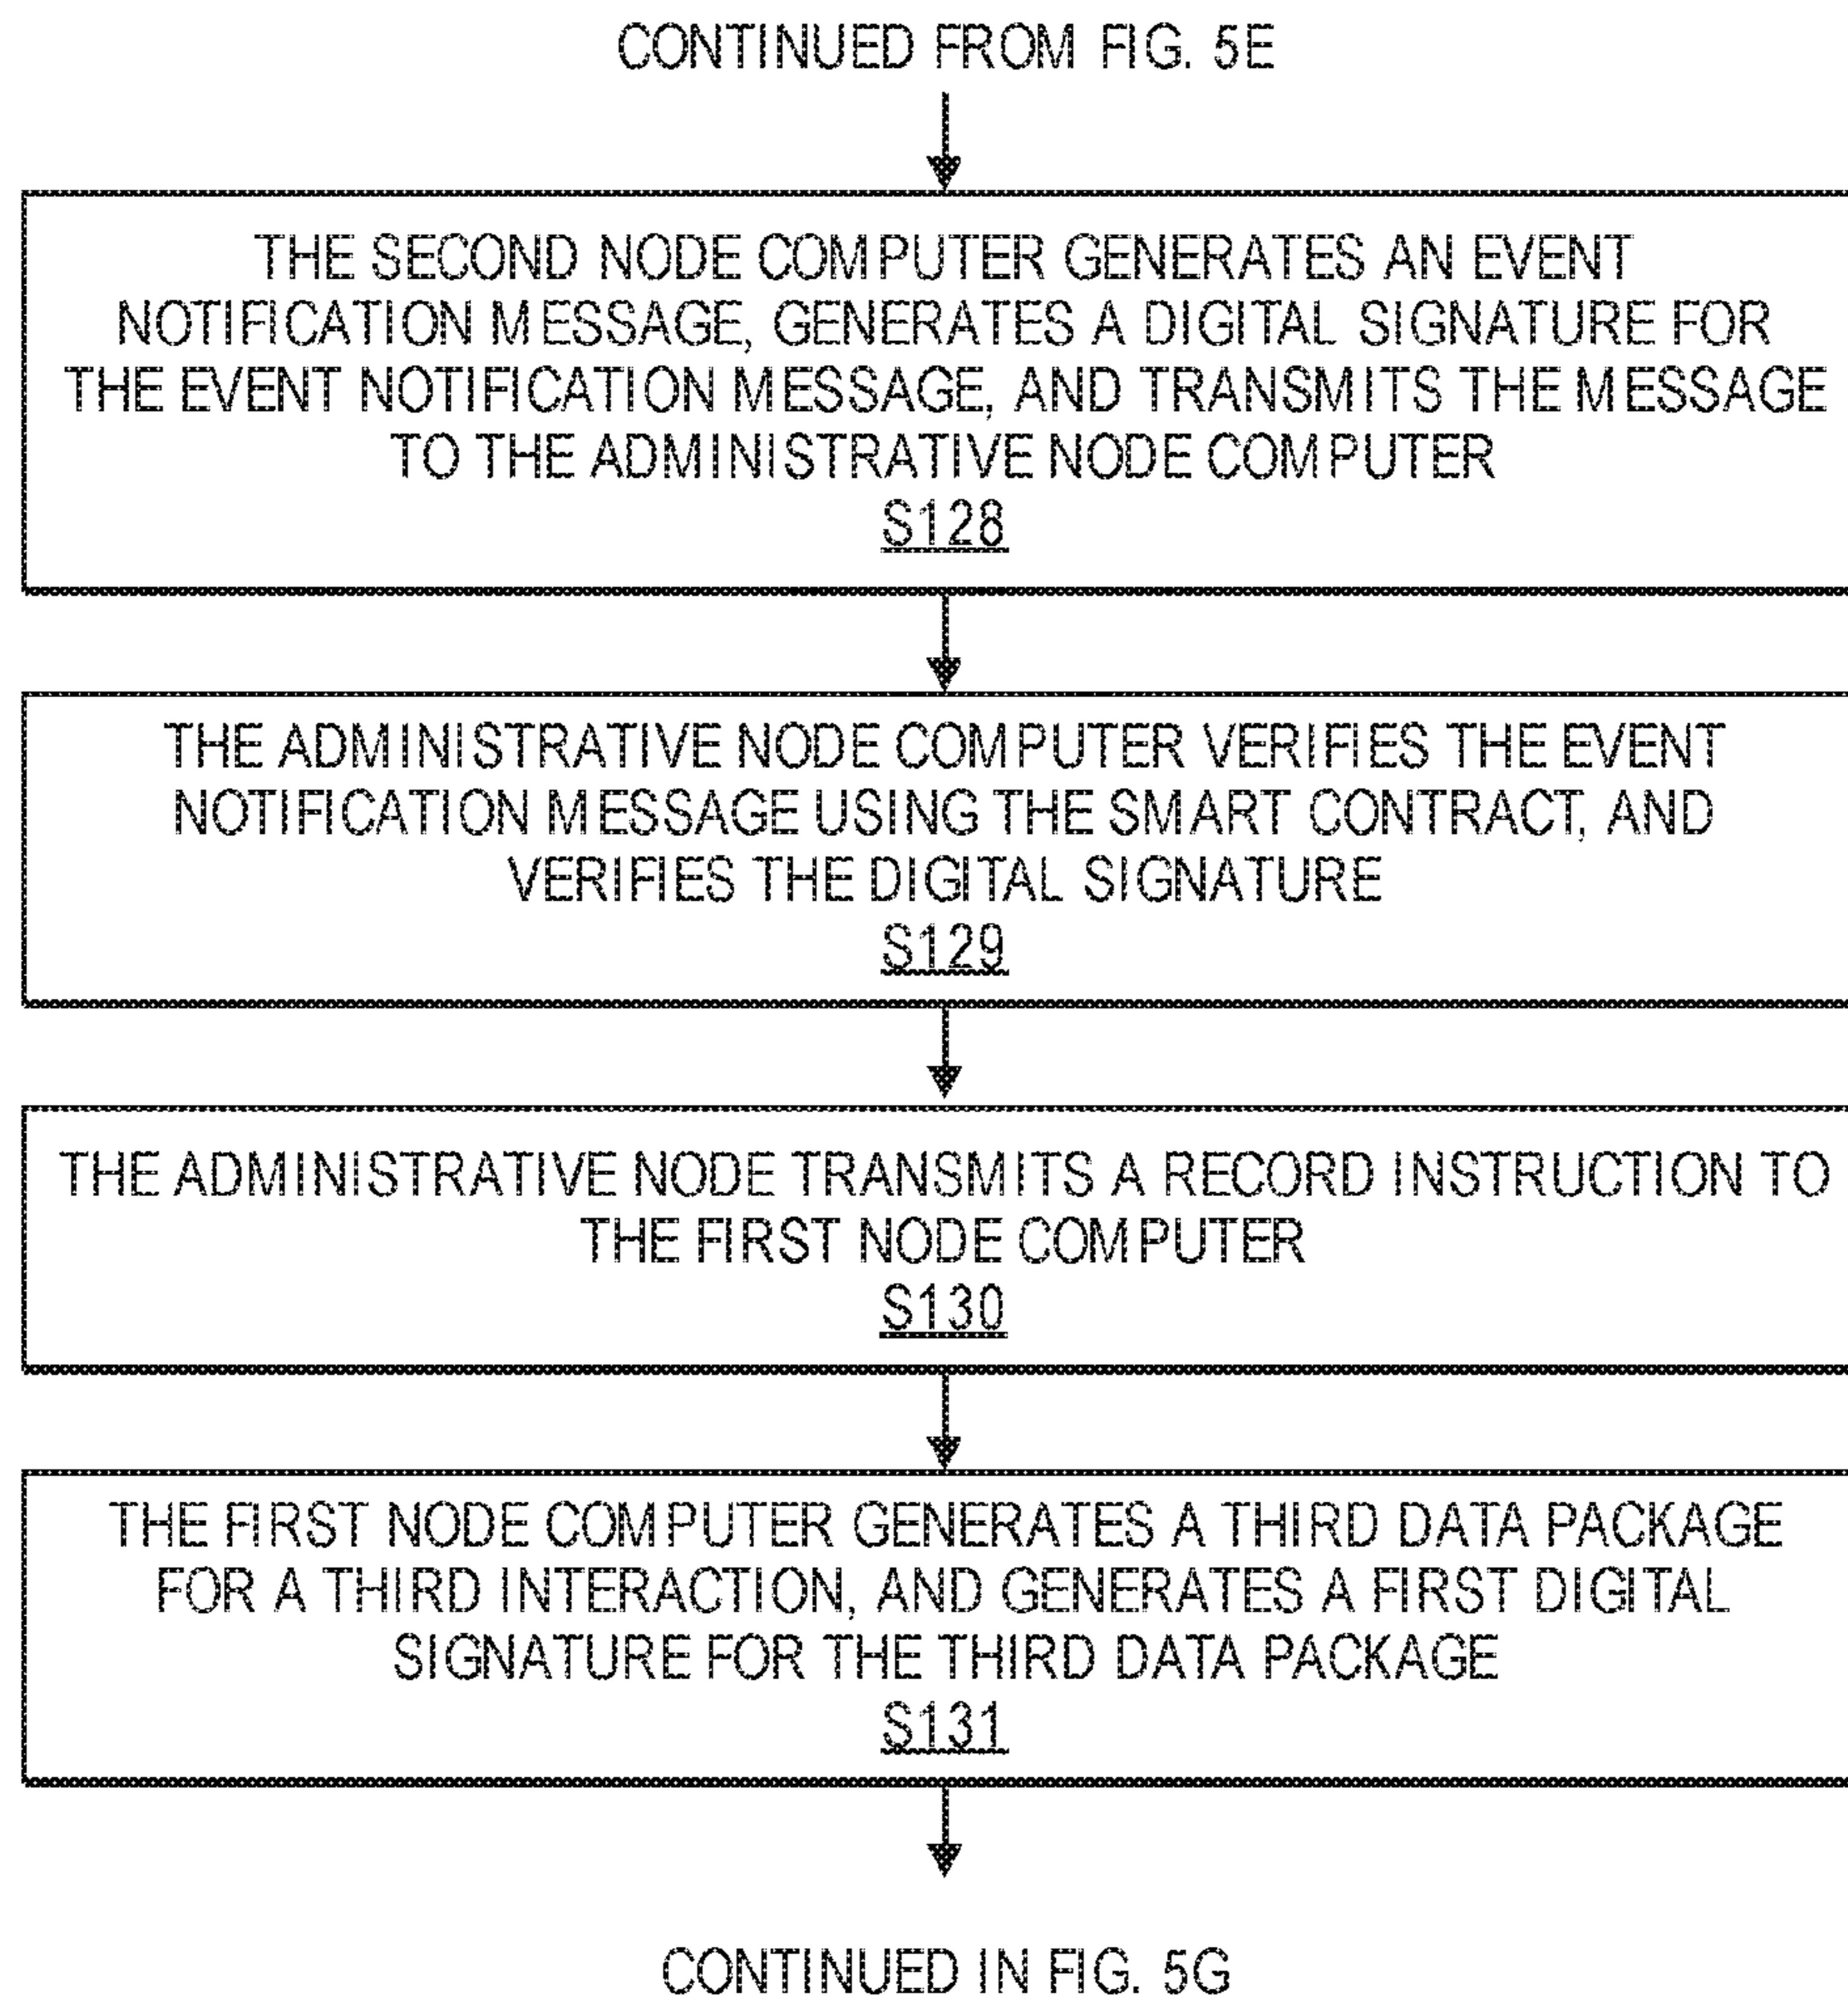 CONTINUED FROM FIG. 5E
THE SECOND NODE COMPUTER GENERATES AN EVENT
NOTIFICATION MESSAGE, GENERATES A DIGITAL SIGNATURE FOR
THE EVENT NOTIFICATION MESSAGE, AND TRANSMITS THE MESSAGE
TO THE ADMINISTRATIVE NODE COMPUTER
S128
THE ADMINISTRATIVE NODE COMPUTER VERIFIES THE EVENT
NOTIFICATION MESSAGE USING THE SMART CONTRACT, AND
VERIFIES THE DIGITAL SIGNATURE
S129
THE ADMINISTRATIVE NODE TRANSMITS A RECORD INSTRUCTION TO
THE FIRST NODE COMPUTER
S130
THE FIRST NODE COMPUTER GENERATES A THIRD DATA PACKAGE
FOR A THIRD INTERACTION, AND GENERATES A FIRST DIGITAL
SIGNATURE FOR THE THIRD DATA PACKAGE
S131
CONTINUED IN FIG. 5G